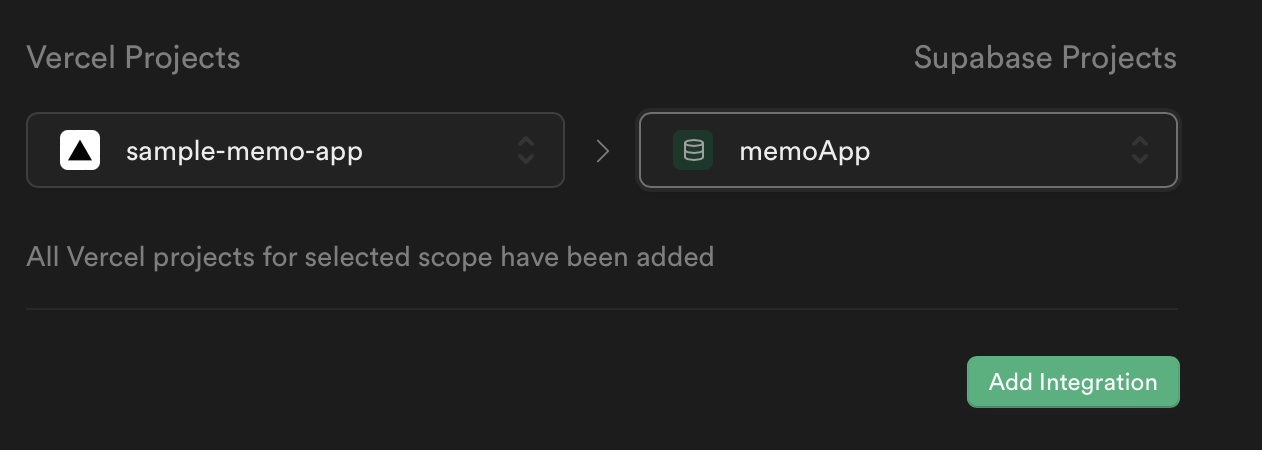 Vercel Projects
Supabase Projects
sample-memo-app
memoApp
All Vercel projects for selected scope have been added
Add Integration